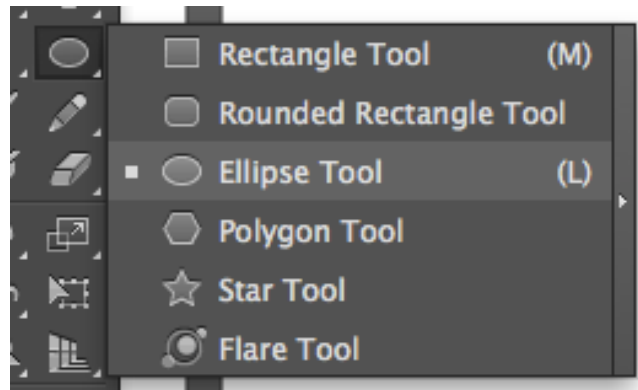 Rectangle Tool (M)
Rounded Rectangle Tool
Ellipse Tool (L)
Polygon Tool
Star Tool
Flare Tool